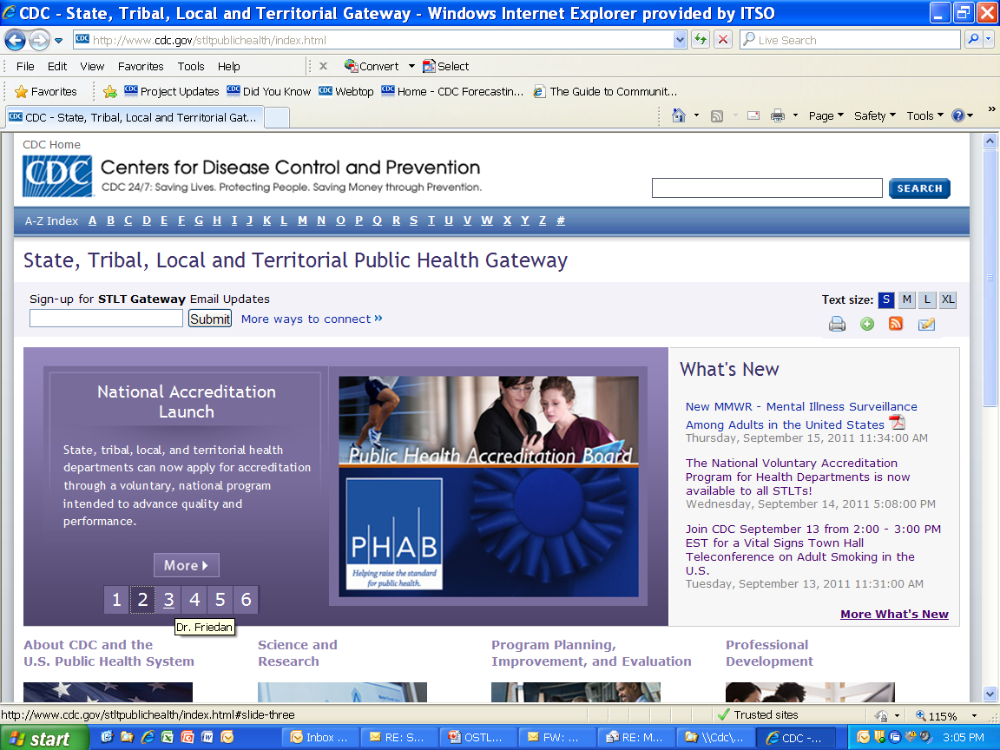 CDC - State, Tribal, Local and Territorial Gateway - Windows Internet Explorer provided by ITSO
CDC http://www.cdc.gov/stltpublichealth/index.html
Live Search
File Edit View Favorites Tools Help
x Convert Select
Favorites CDC Project Updates CDC Did You Know CDC Webtop CDC Home - CDC Forecastin... The Guide to Communit...
CDC CDC - State, Tribal, Local and Territorial Gat...
Page Safety Tools »
CDC Home
CDC
Centers for Disease Control and Prevention
CDC 24/7: Saving Lives. Protecting People. Saving Money through Prevention.
SEARCH
A-Z Index A B C D E F G H I J K L M N O P Q R S T U V W X Y Z #
State, Tribal, Local and Territorial Public Health Gateway
Sign-up for STLT Gateway Email Updates
Submit More ways to connect »
Text size: S M L XL
National Accreditation
Launch
State, tribal, local, and territorial health
departments can now apply for accreditation
through a voluntary, national program
intended to advance quality and
performance.
More
1 2 3 4 5 6
Dr. Friedan
Public Health Accreditation Board
PHAB
Helping raise the standard
for public health.
What's New
New MMWR - Mental Illness Surveillance
Among Adults in the United States
Thursday, September 15, 2011 11:34:00 AM
The National Voluntary Accreditation
Program for Health Departments is now
available to all STLTs!
Wednesday, September 14, 2011 5:08:00 PM
Join CDC September 13 from 2:00 - 3:00 PM
EST for a Vital Signs Town Hall
Teleconference on Adult Smoking in the
U.S.
Tuesday, September 13, 2011 11:31:00 AM
More What's New
About CDC and the
U.S. Public Health System
Science and
Research
Program Planning,
Improvement, and Evaluation
Professional
Development
http://www.cdc.gov/stltpublichealth/index.html#slide-three
Trusted sites
115%
start
Inbox ... RE: S... OSTL... FW: ... RE: M... \\Cdc\... CDC -...
3:05 PM